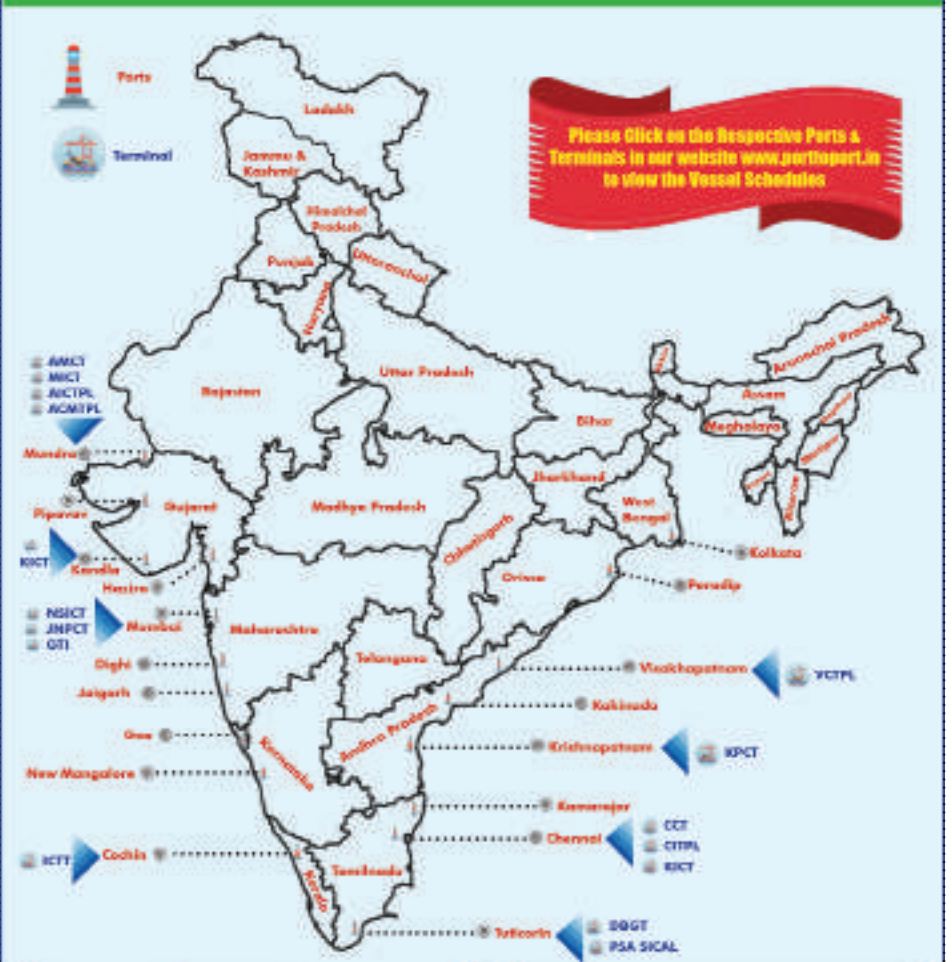 Ports
Terminal
Please Click on the Respective Ports &
Terminals in our website www.porttoport.in
to view the Vessel Schedules
Ladakh
Jammu &
Kashmir
Himalchal
Pradesh
Punjab
Uttaranchal
Haryana
Rajastan
Uttar Pradesh
Bihar
Arunachal Pradesh
Assam
Meghalaya
Jharkhand
West
Bengal
Gujarat
Madhya Pradesh
Chhattisgarh
Orissa
Maharashtra
Telangana
Andhra Pradesh
Karnataka
Tamilnadu
Kerala
AMCT
MICT
AICTPL
ACMTPL
Mundra
Pipavav
KICT
Kandla
Hazira
NSICT
JNPCT
GTI
Mumbai
Dighi
Jaigarh
Goa
New Mangalore
ICTT
Cochin
Kolkata
Paradip
Visakhapatnam
VCTPL
Kakinada
Krishnapatnam
KPCT
Kamarajar
Chennai
CCT
CITPL
KICT
Tuticorin
DBGT
PSA SICAL